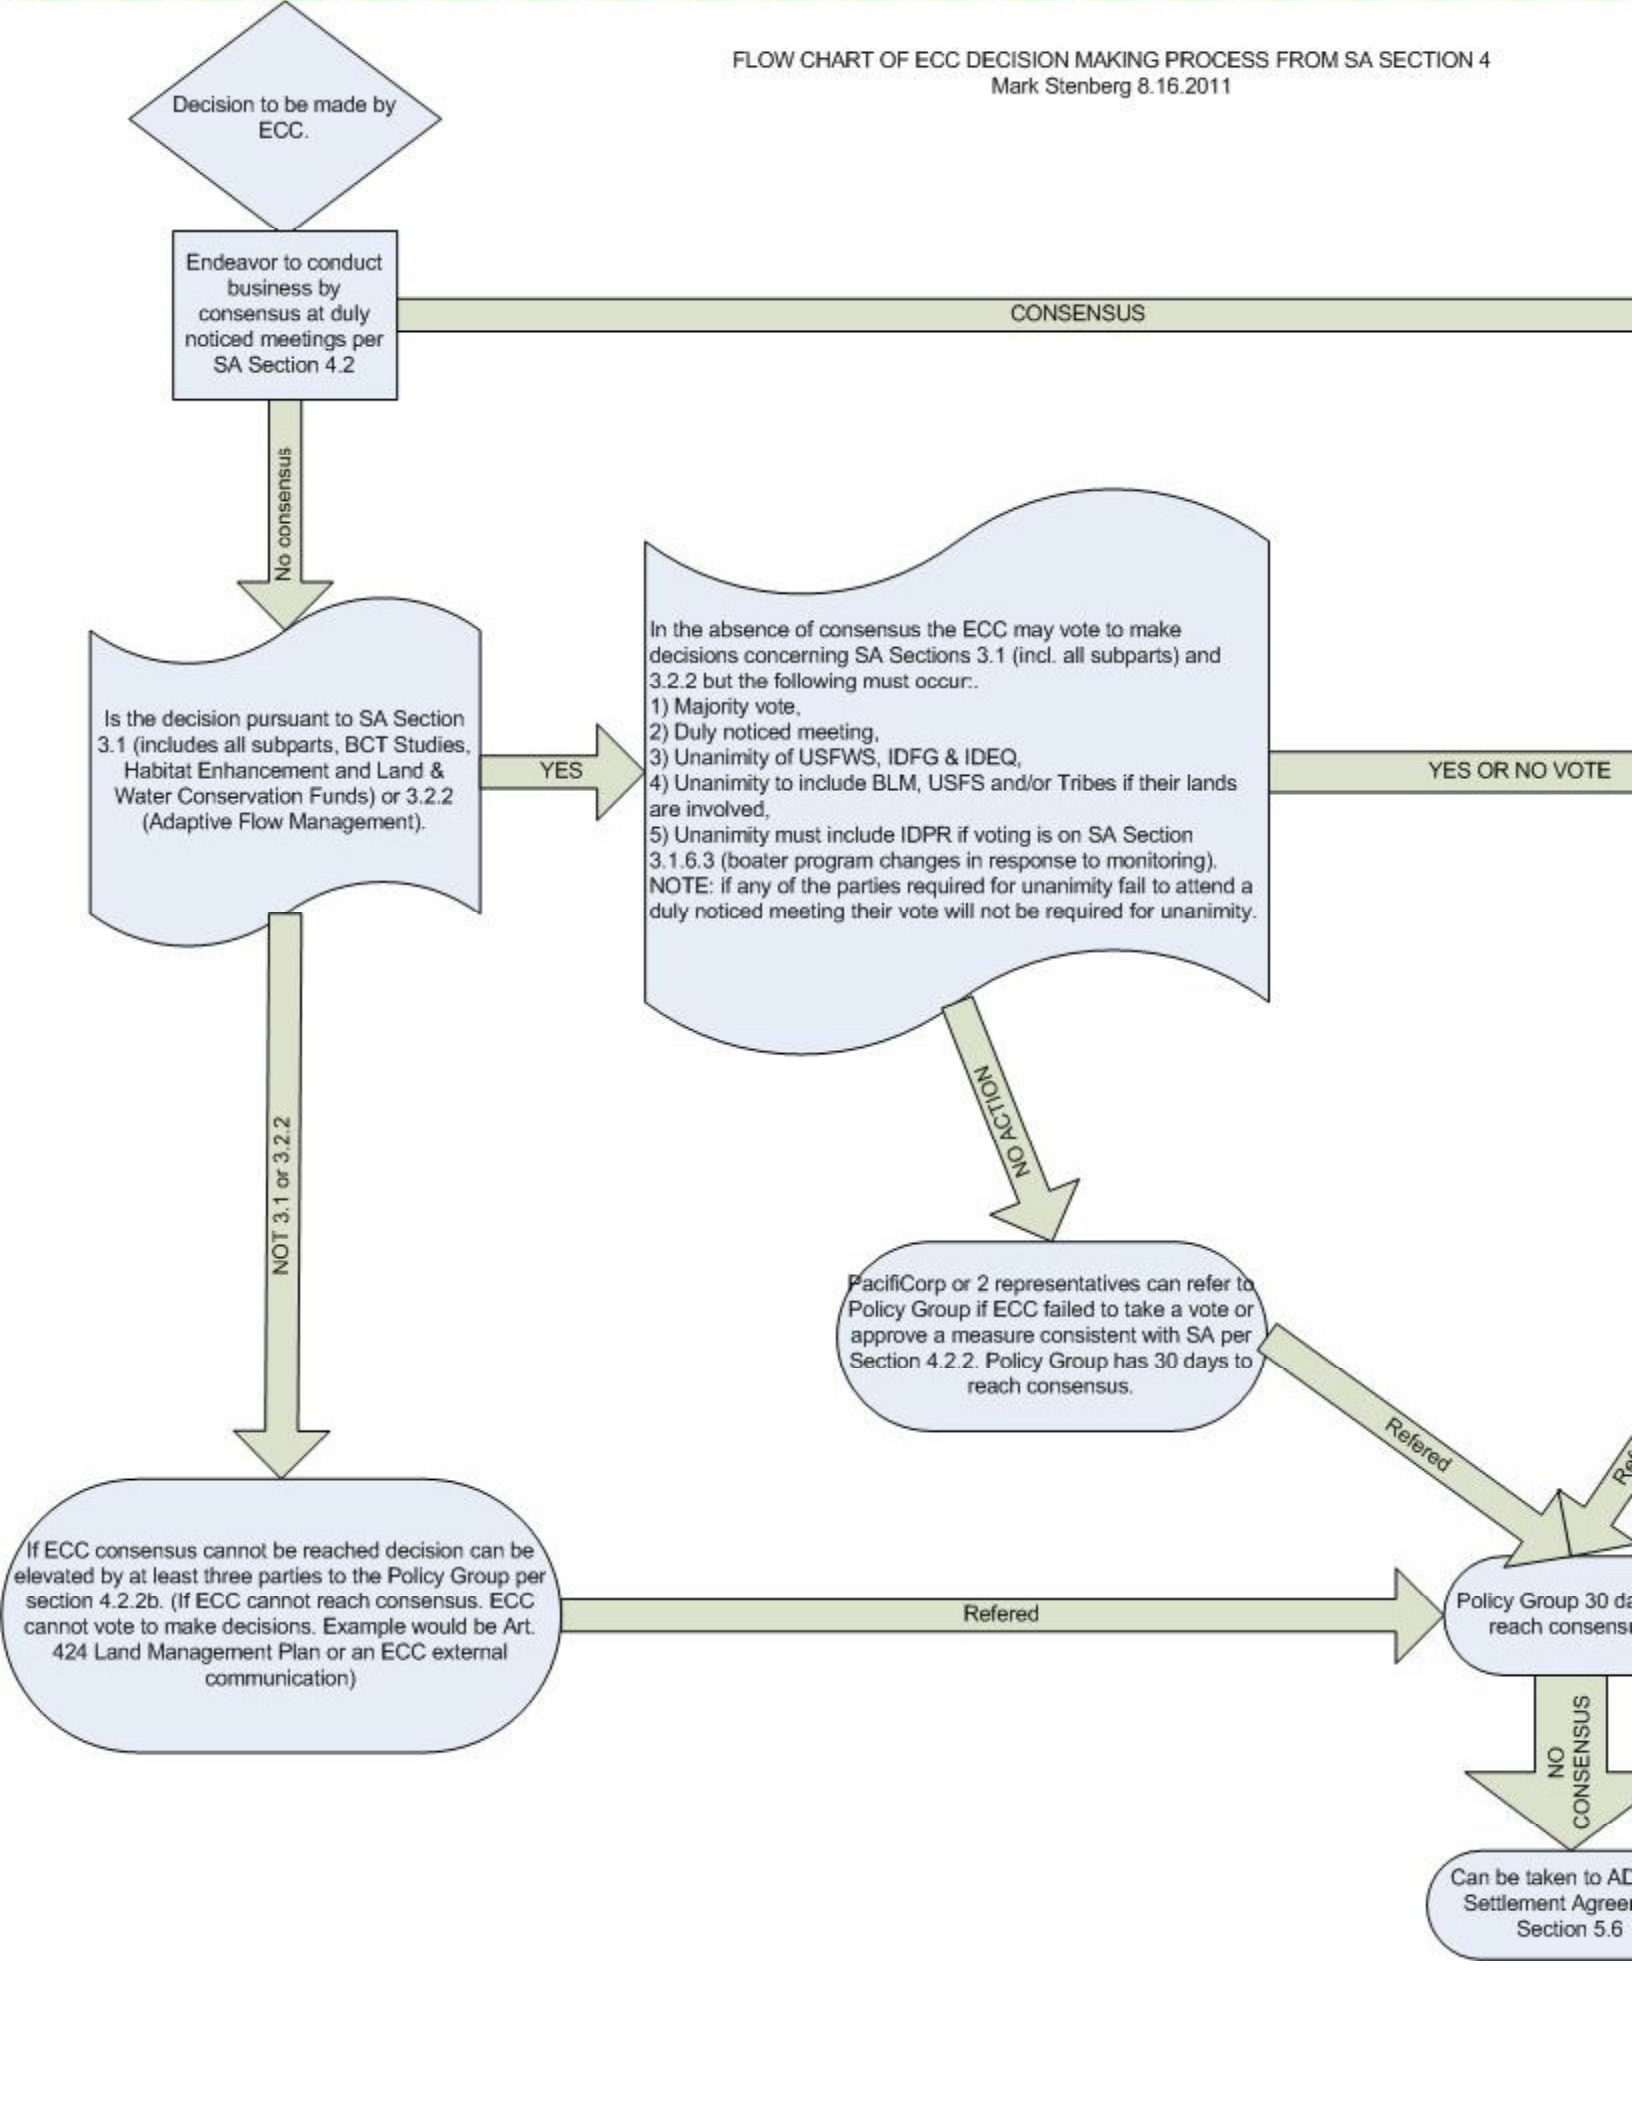 FLOW CHART OF ECC DECISION MAKING PROCESS FROM SA SECTION 4
Mark Stenberg 8.16.2011
Decision to be made by
ECC.
Endeavor to conduct
business by
consensus at duly
noticed meetings per
SA Section 4.2
CONSENSUS
No consensus
Is the decision pursuant to SA Section
3.1 (includes all subparts, BCT Studies,
Habitat Enhancement and Land &
Water Conservation Funds) or 3.2.2
(Adaptive Flow Management).
YES
In the absence of consensus the ECC may vote to make
decisions concerning SA Sections 3.1 (incl. all subparts) and
3.2.2 but the following must occur:.
1) Majority vote,
2) Duly noticed meeting,
3) Unanimity of USFWS, IDFG & IDEQ,
4) Unanimity to include BLM, USFS and/or Tribes if their lands
are involved,
5) Unanimity must include IDPR if voting is on SA Section
3.1.6.3 (boater program changes in response to monitoring).
NOTE: if any of the parties required for unanimity fail to attend a
duly noticed meeting their vote will not be required for unanimity.
YES OR NO VOTE
NO ACTION
NOT 3.1 or 3.2.2
PacifiCorp or 2 representatives can refer to
Policy Group if ECC failed to take a vote or
approve a measure consistent with SA per
Section 4.2.2. Policy Group has 30 days to
reach consensus.
Refered
If ECC consensus cannot be reached decision can be
elevated by at least three parties to the Policy Group per
section 4.2.2b. (If ECC cannot reach consensus. ECC
cannot vote to make decisions. Example would be Art.
424 Land Management Plan or an ECC external
communication)
Refered
Policy Group 30
reach
NO
CONSENSUS
Can be taken to
Settlement
Section 5.6